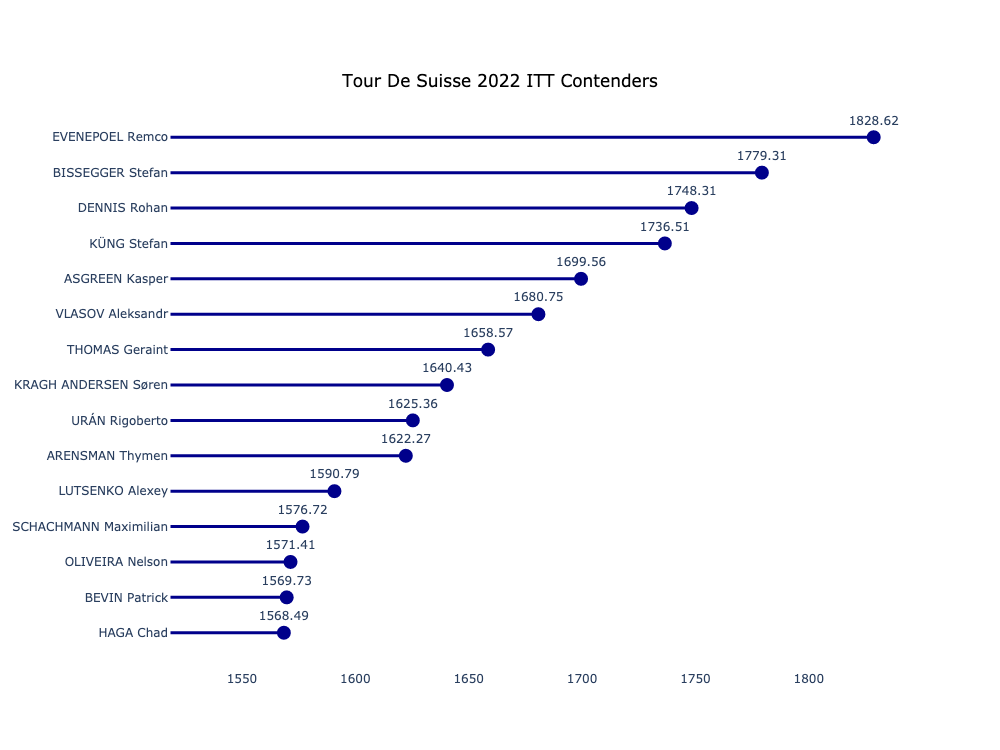 Tour De Suisse 2022 ITT Contenders
EVENEPOEL Remco 1828.62
BISSEGGER Stefan 1779.31
DENNIS Rohan 1748.31
KÜNG Stefan 1736.51
ASGREEN Kasper 1699.56
VLASOV Aleksandr 1680.75
THOMAS Geraint 1658.57
KRAGH ANDERSEN Søren 1640.43
URÁN Rigoberto 1625.36
ARENSMAN Thymen 1622.27
LUTSENKO Alexey 1590.79
SCHACHMANN Maximilian 1576.72
OLIVEIRA Nelson 1571.41
BEVIN Patrick 1569.73
HAGA Chad 1568.49
1550 1600 1650 1700 1750 1800